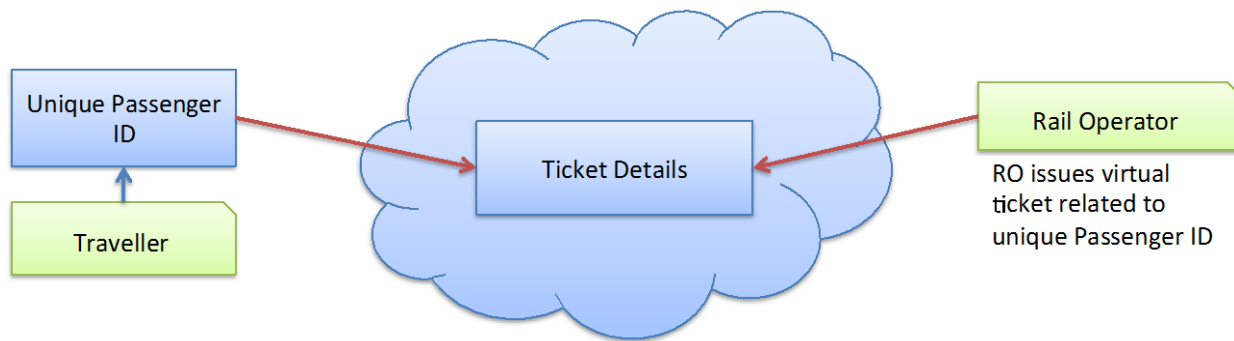 Unique Passenger
ID
Traveller
Ticket Details
Rail Operator
RO issues virtual
ticket related to
unique Passenger ID